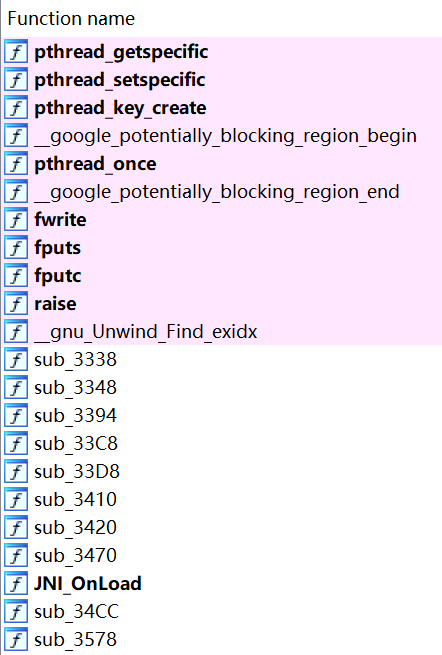 Function name
f pthread_getspecific
f pthread_setspecific
f pthread_key_create
f __google_potentially_blocking_region_begin
f pthread_once
f __google_potentially_blocking_region_end
f fwrite
f fputs
f fputc
f raise
f __gnu_Unwind_Find_exidx
f sub_3338
f sub_3348
f sub_3394
f sub_33C8
f sub_33D8
f sub_3410
f sub_3420
f sub_3470
f JNI_OnLoad
f sub_34CC
f sub_3578